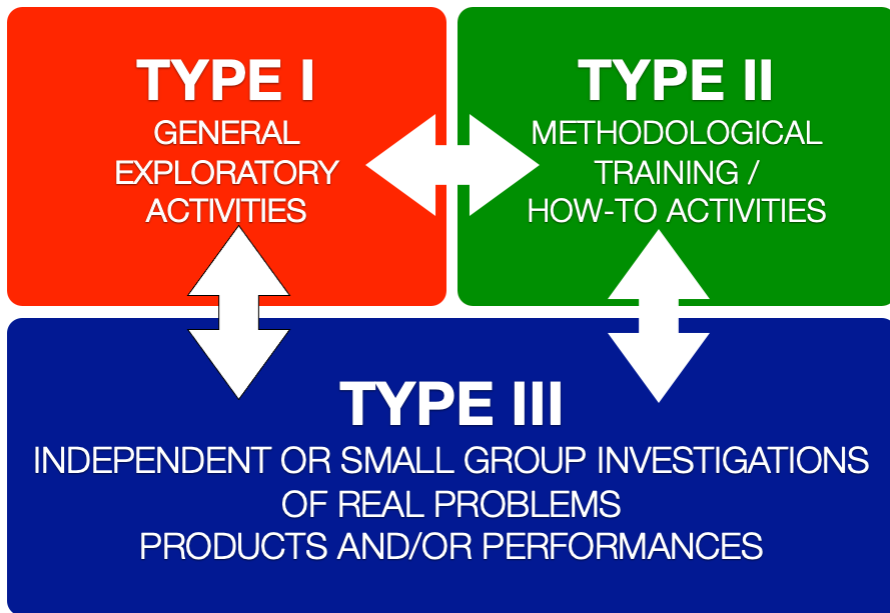 TYPE I
GENERAL
EXPLORATORY
ACTIVITIES
TYPE II
METHODOLOGICAL
TRAINING /
HOW-TO ACTIVITIES
TYPE III
INDEPENDENT OR SMALL GROUP INVESTIGATIONS
OF REAL PROBLEMS
PRODUCTS AND/OR PERFORMANCES